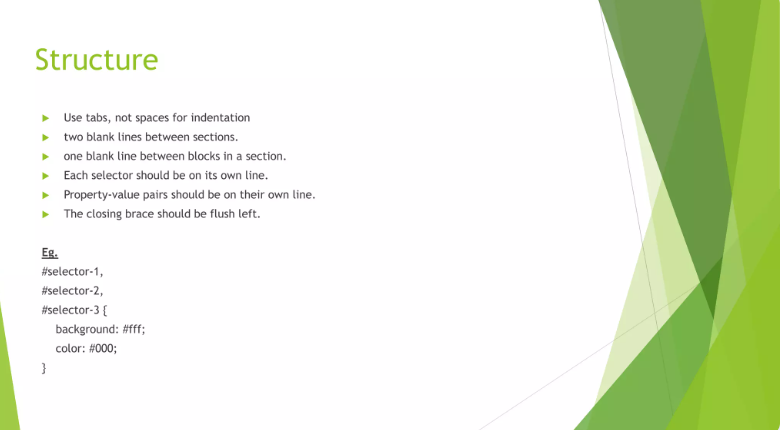 Structure
Use tabs, not spaces for indentation
two blank lines between sections.
one blank line between blocks in a section.
Each selector should be on its own line.
Property-value pairs should be on their own line.
The closing brace should be flush left.
Eg.
#selector-1,
#selector-2,
#selector-3 {
background: #fff;
color: #000;
}